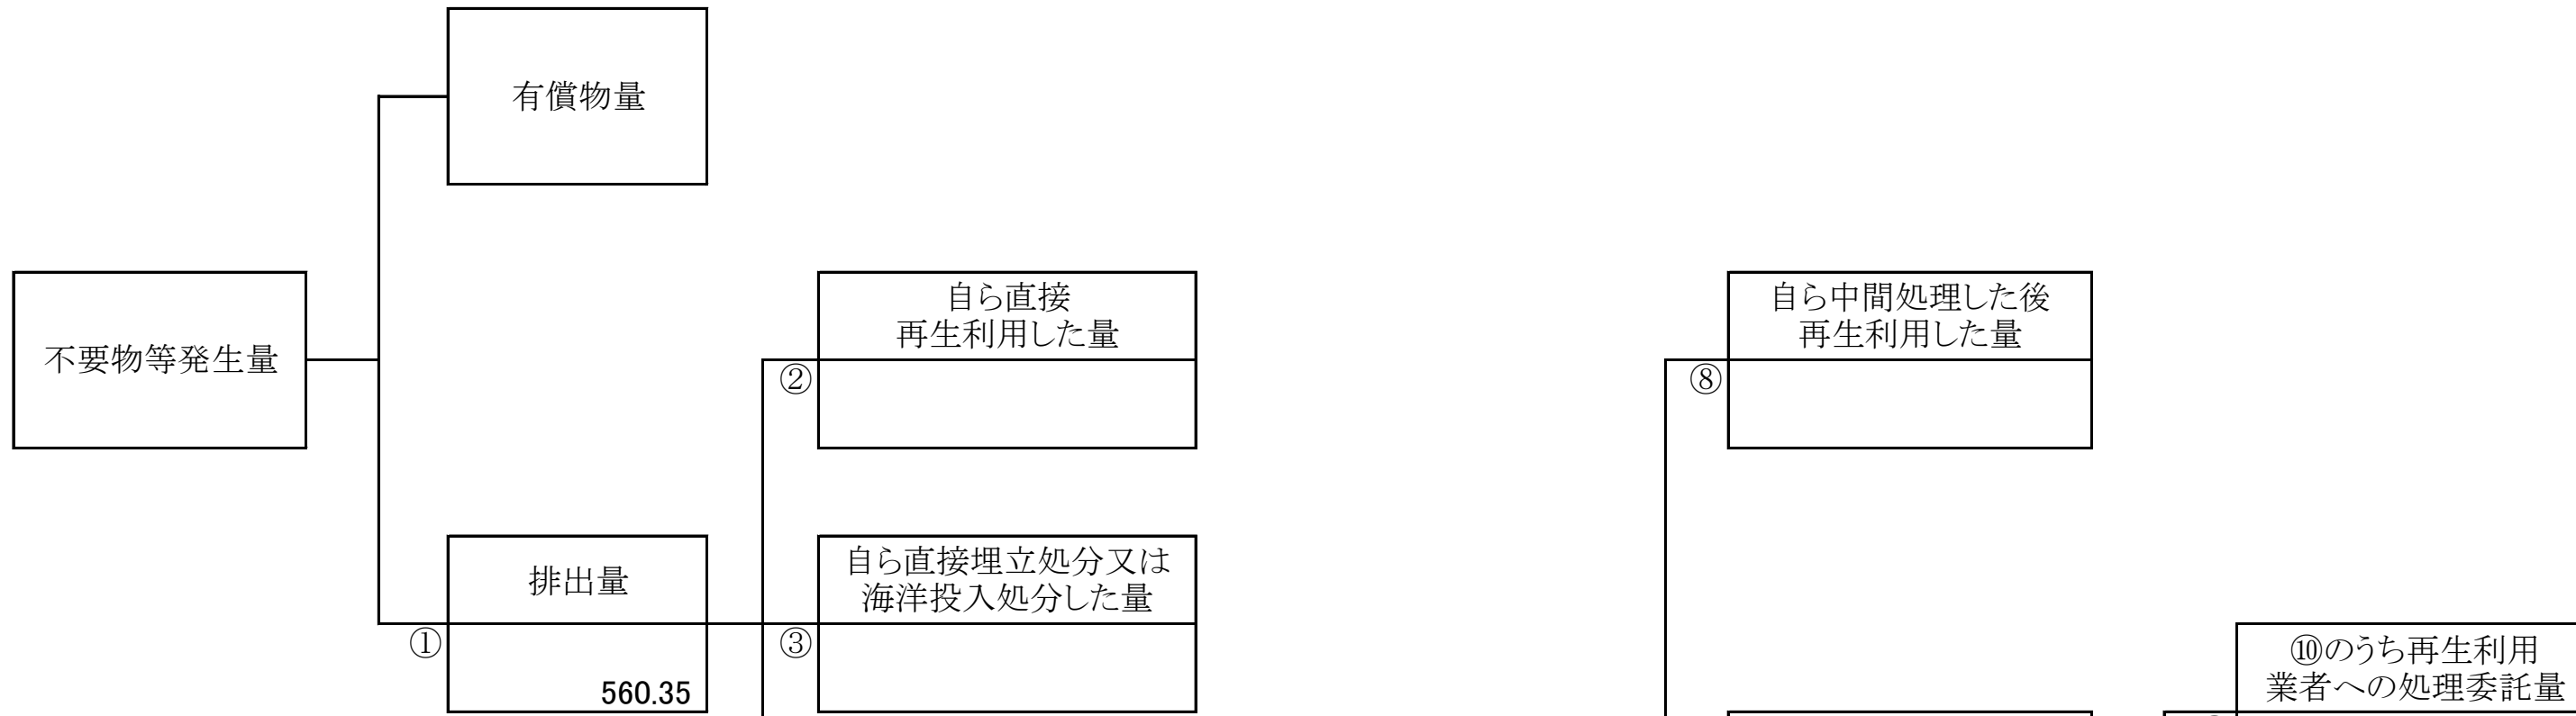 有償物量
不要物等発生量
自ら直接
再生利用した量
②
自ら中間処理した後
再生利用した量
⑧
排出量
①
560.35
自ら直接埋立処分又は
海洋投入処分した量
③
⑩のうち再生利用
業者への処理委託量